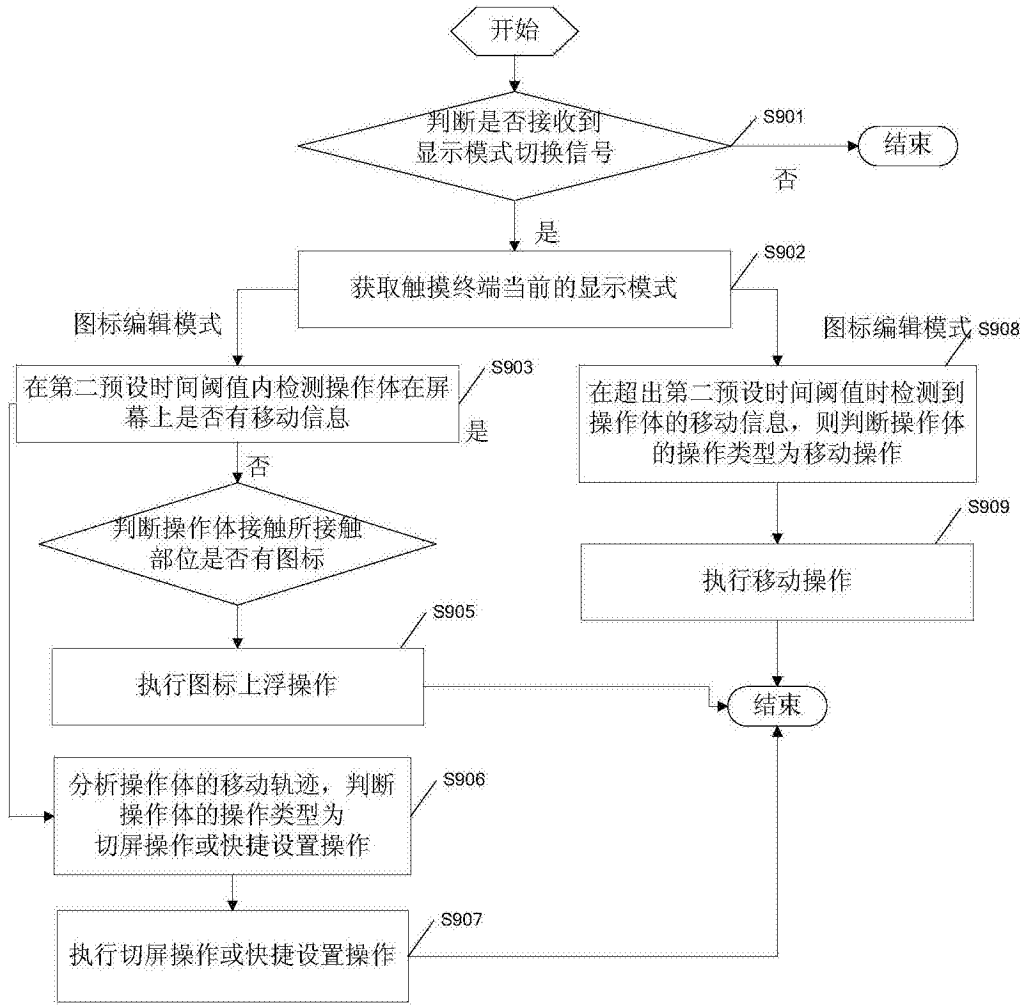 开始
判断是否接收到
显示模式切换信号
S901
结束
否
是
获取触摸终端当前的显示模式
S902
图标编辑模式
图标编辑模式
S908
在第二预设时间阈值内检测操作体在屏
幕上是否有移动信息
S903
是
否
在超出第二预设时间阈值时检测到
操作体的移动信息，则判断操作体
的操作类型为移动操作
判断操作体接触所接触
部位是否有图标
S909
执行移动操作
S905
执行图标上浮操作
结束
分析操作体的移动轨迹，判断
操作体的操作类型为
切屏操作或快捷设置操作
S906
执行切屏操作或快捷设置操作
S907